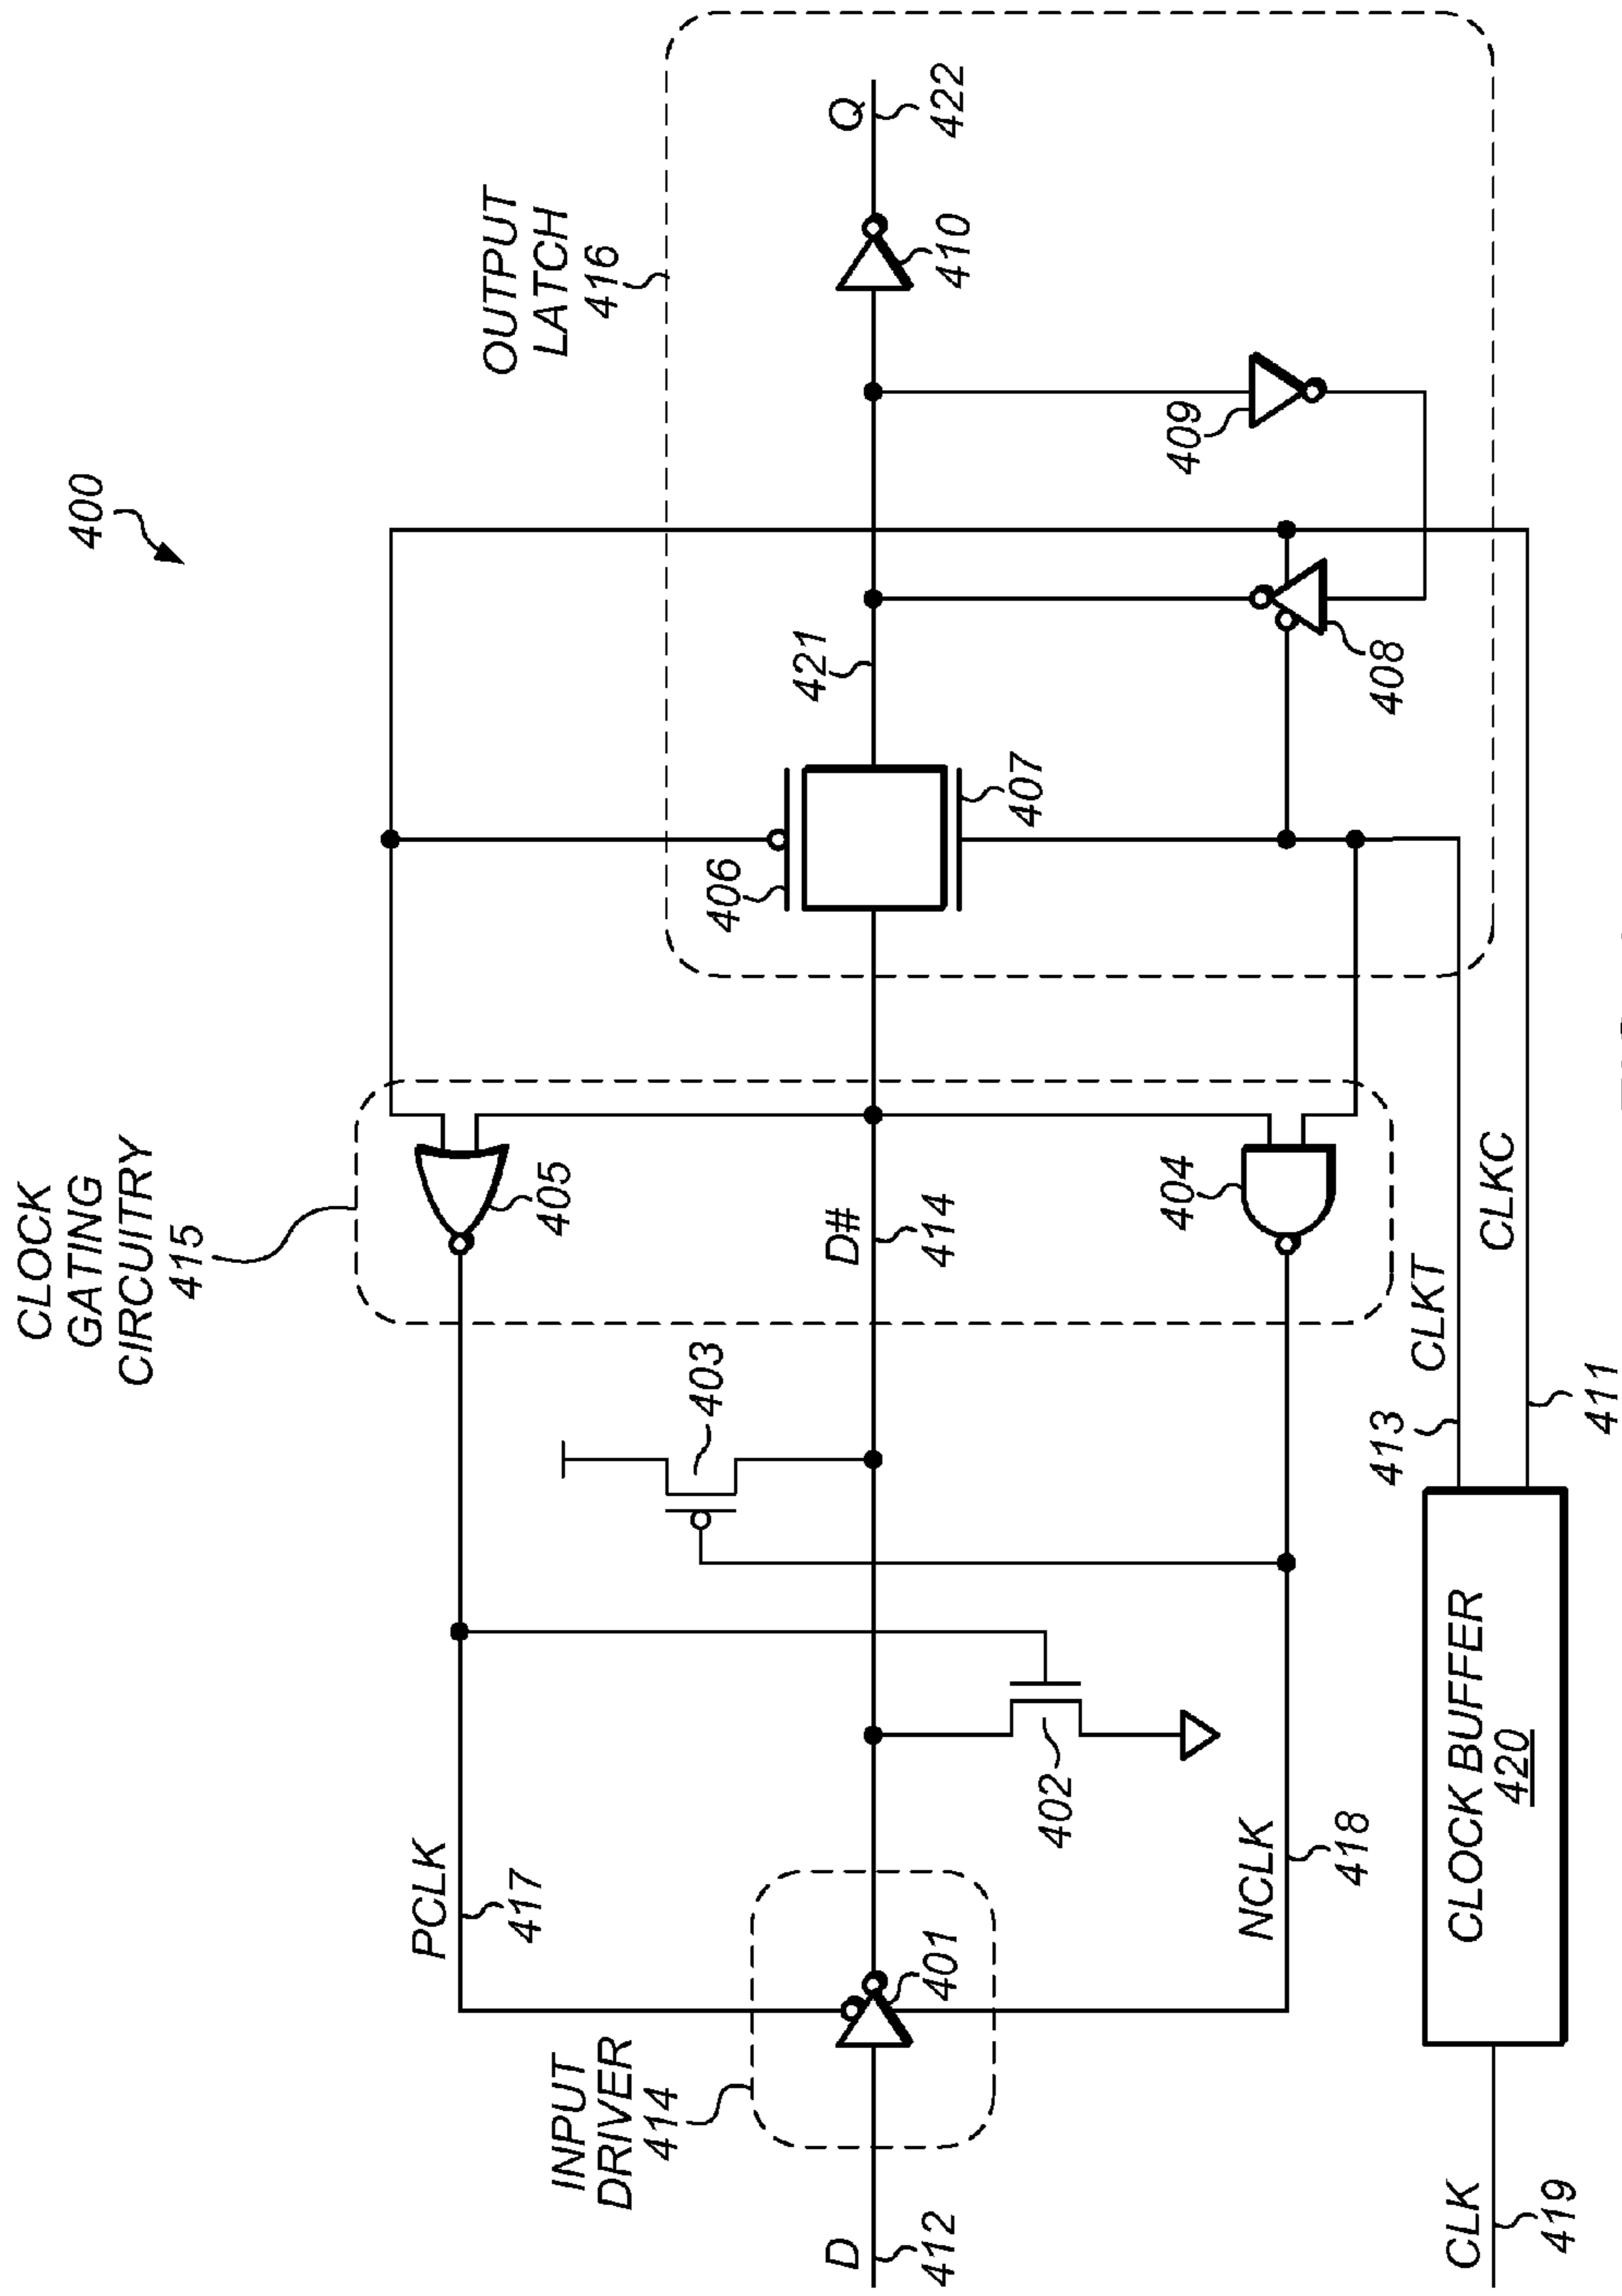 400
CLOCK
GATING
CIRCUITRY
415
OUTPUT
LATCH
416
PCLK
417
405
403
406
INPUT
DRIVER
414
D
412
401
D#
414
421
Q
422
410
402
407
NCLK
418
404
408
409
CLKT
413
CLKC
411
CLK
419
CLOCK BUFFER
420